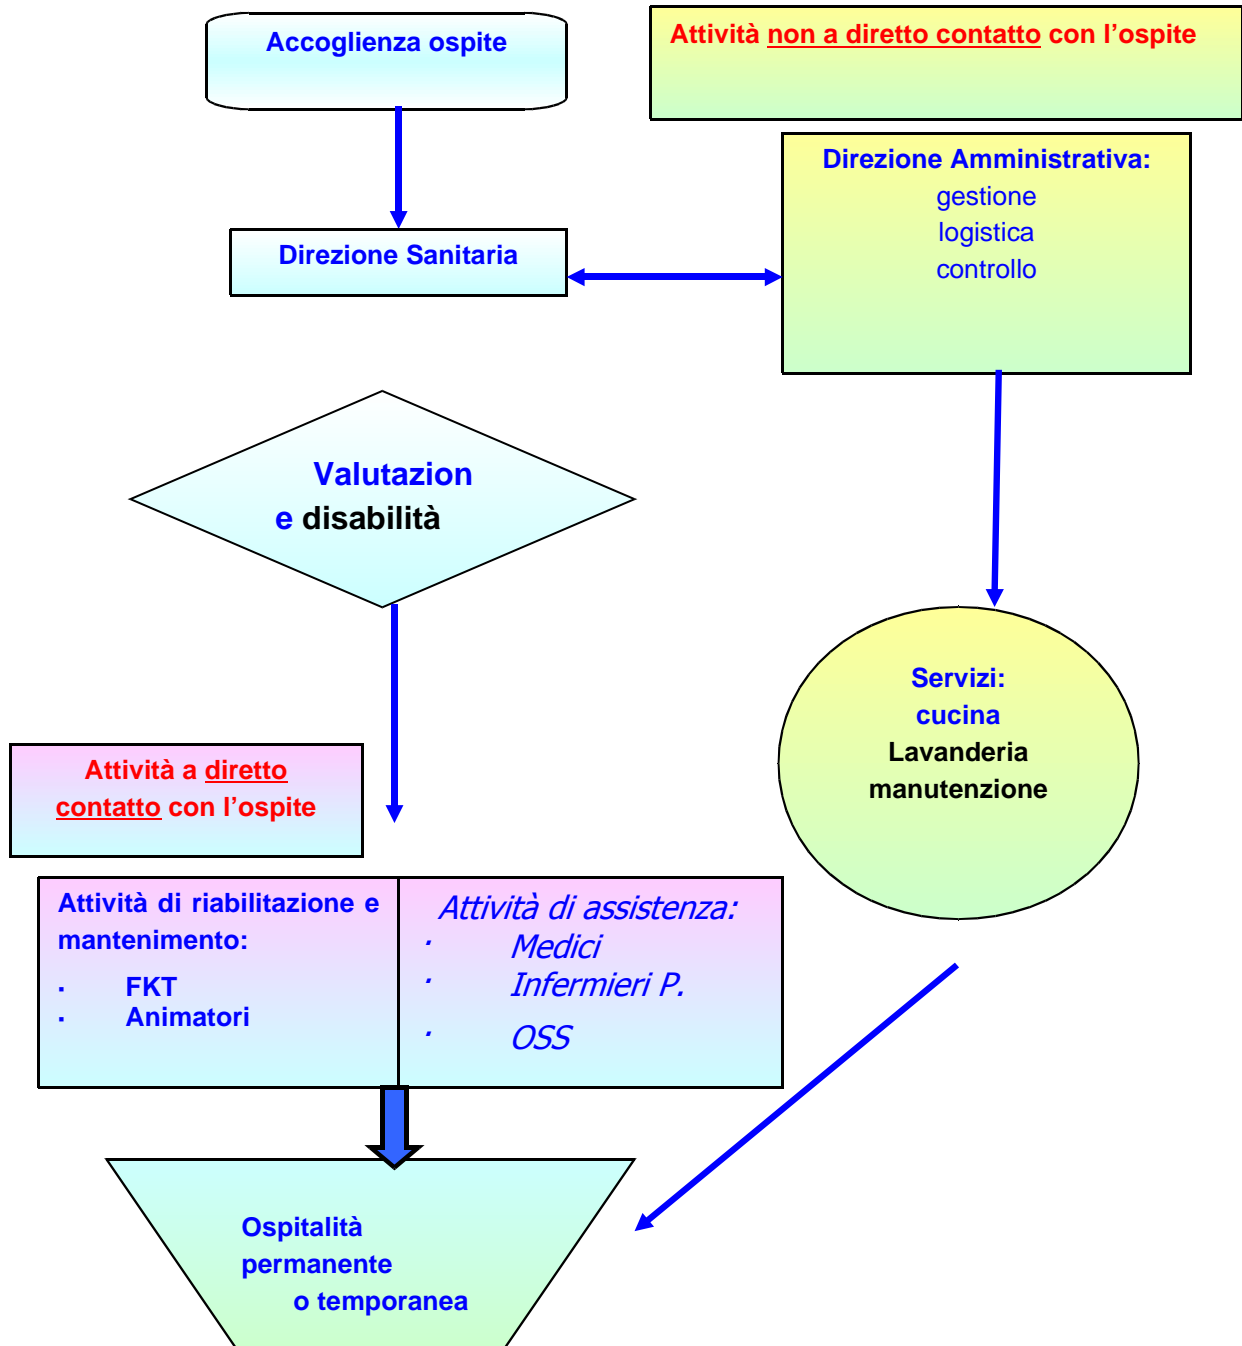 Accoglienza ospite
Attività non a diretto contatto con l’ospite
Direzione Amministrativa:
gestione
logistica
controllo
Direzione Sanitaria
Valutazion
e disabilità
Servizi:
cucina
Lavanderia
manutenzione
Attività a diretto
contatto con l’ospite
Attività di riabilitazione e
mantenimento:
· FKT
· Animatori
Attività di assistenza:
· Medici
· Infermieri P.
· OSS
Ospitalità
permanente
o temporanea